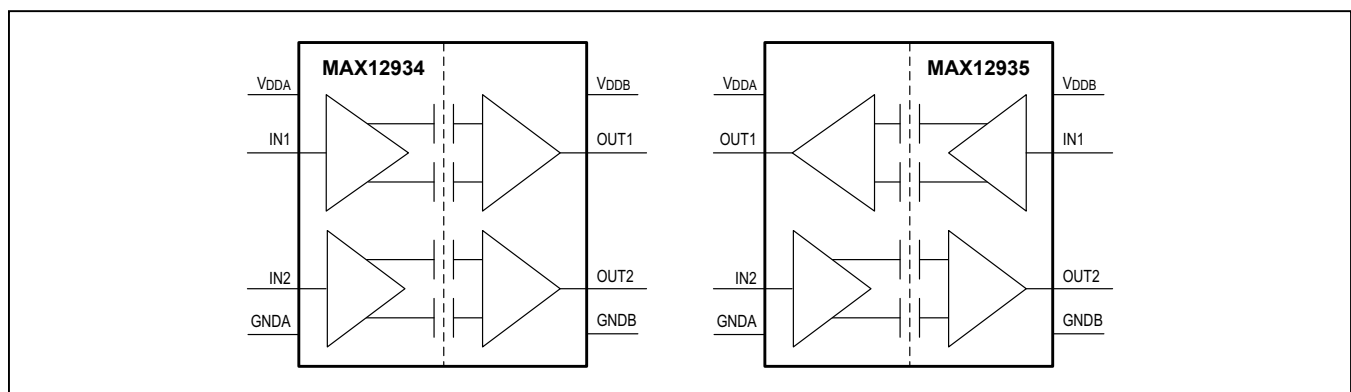 MAX12934
VDDA
VDDB
IN1
OUT1
IN2
OUT2
GNDA
GNDB
MAX12935
VDDA
VDDB
OUT1
IN1
IN2
OUT2
GNDA
GNDB